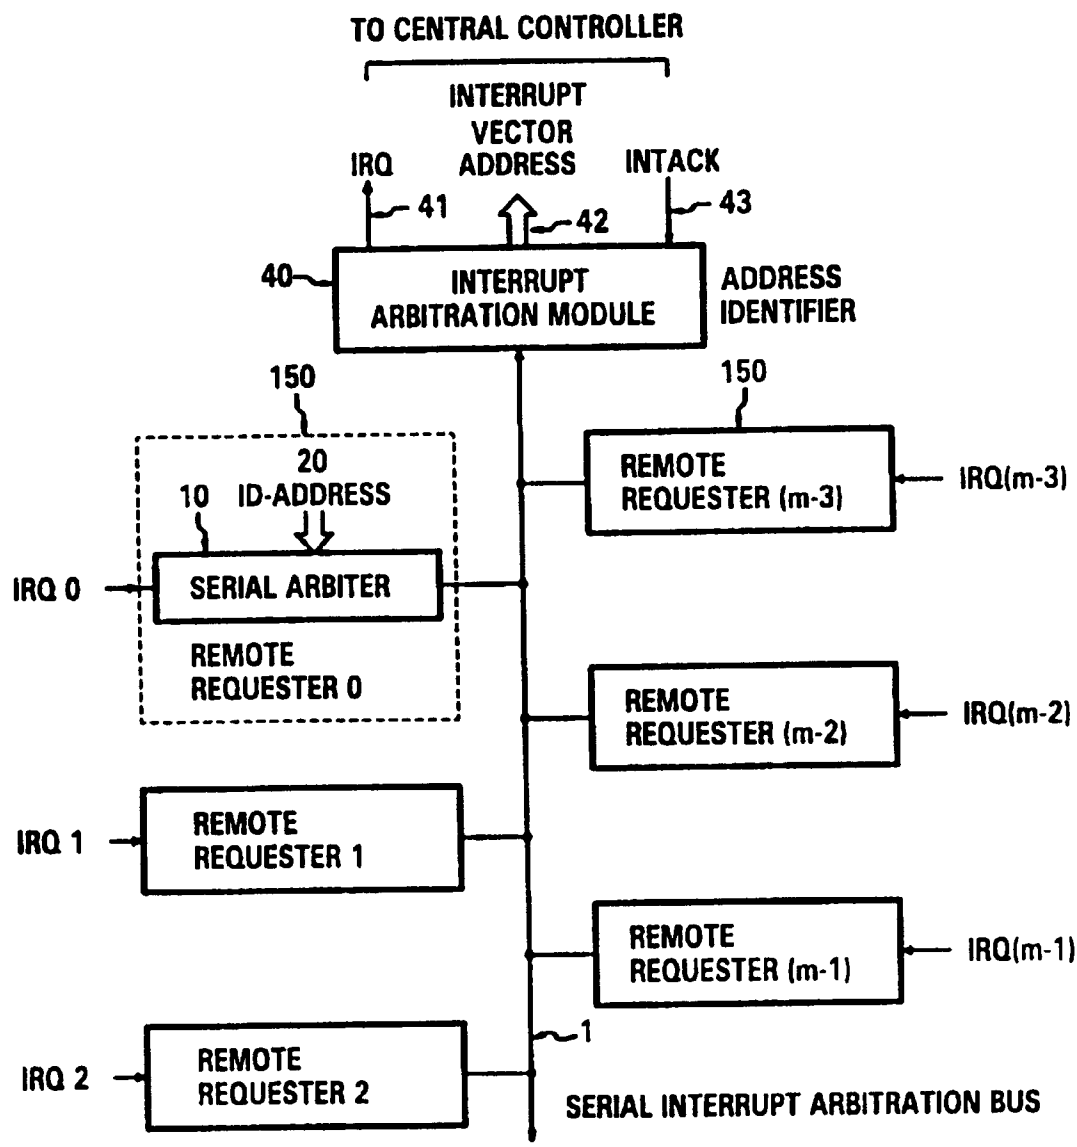 TO CENTRAL CONTROLLER
INTERRUPT
VECTOR
ADDRESS
IRQ
INTACK
41
42
43
40
INTERRUPT
ARBITRATION MODULE
ADDRESS
IDENTIFIER
150
150
20
ID-ADDRESS
10
REMOTE
REQUESTER (m-3)
IRQ(m-3)
IRQ 0
SERIAL ARBITER
REMOTE
REQUESTER 0
REMOTE
REQUESTER (m-2)
IRQ(m-2)
IRQ 1
REMOTE
REQUESTER 1
REMOTE
REQUESTER (m-1)
IRQ(m-1)
1
IRQ 2
REMOTE
REQUESTER 2
SERIAL INTERRUPT ARBITRATION BUS